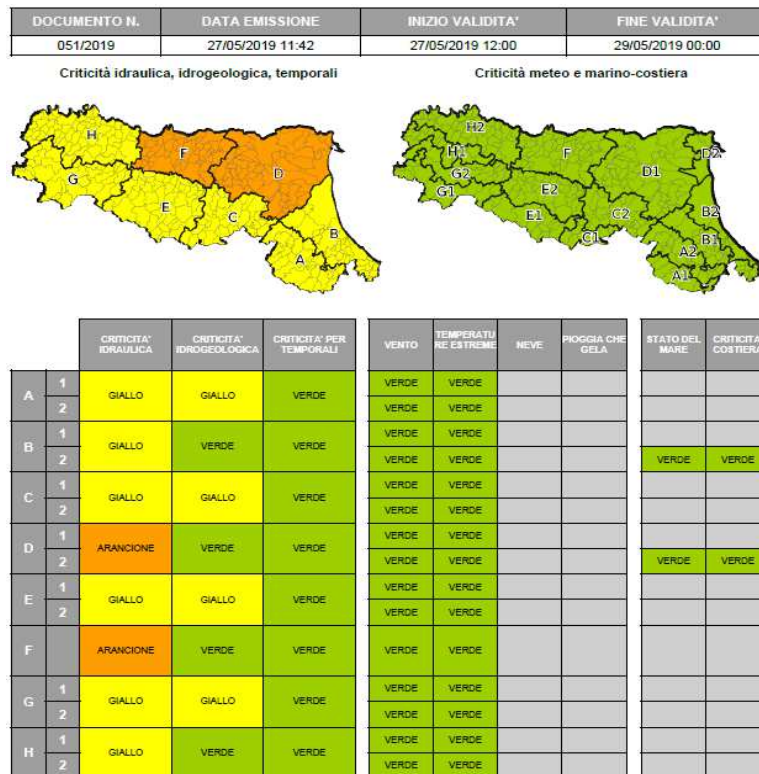 DOCUMENTO N. DATA EMISSIONE INIZIO VALIDITA' FINE VALIDITA'
051/2019 27/05/2019 11:42 27/05/2019 12:00 29/05/2019 00:00
Criticità idraulica, idrogeologica, temporali Criticità meteo e marino-costiera
H F G D E C B A
H2 H1 F D2 G2 D1 G1 E2 E1 C2 B2 C1 B1 A2 A1
CRITICITA' IDRAULICA CRITICITA' IDROGEOLOGICA CRITICITA' PER TEMPORALI VENTO TEMPERATU RE ESTREME NEVE PIOGGIA CHE GELA STATO DEL MARE CRITICITA' COSTIERA
A GIALLO GIALLO VERDE
1 VERDE VERDE
2 VERDE VERDE
B GIALLO VERDE VERDE
1 VERDE VERDE
2 VERDE VERDE VERDE VERDE
C GIALLO GIALLO VERDE
1 VERDE VERDE
2 VERDE VERDE
D ARANCIONE VERDE VERDE
1 VERDE VERDE
2 VERDE VERDE VERDE VERDE
E GIALLO GIALLO VERDE
1 VERDE VERDE
2 VERDE VERDE
F ARANCIONE VERDE VERDE VERDE VERDE
G GIALLO GIALLO VERDE
1 VERDE VERDE
2 VERDE VERDE
H GIALLO VERDE VERDE
1 VERDE VERDE
2 VERDE VERDE